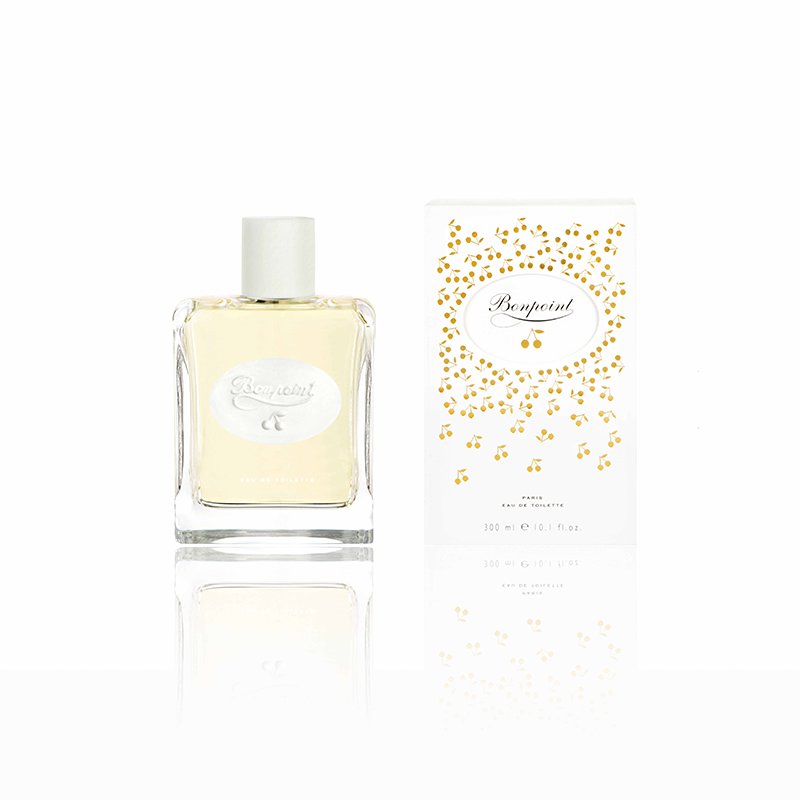 Bonpoint
EAU DE TOILETTE
Bonpoint
PARIS
EAU DE TOILETTE
300 ml ℮ 10.1 fl.oz.